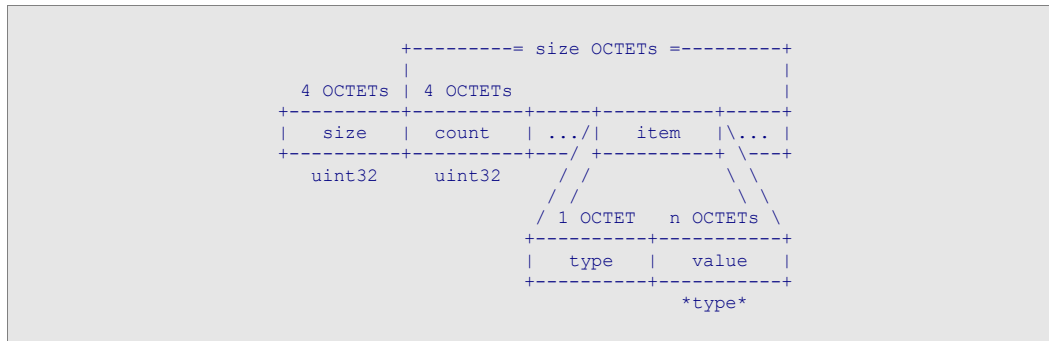 +---------= size OCTETs =---------+
| |
4 OCTETs | 4 OCTETs |
+----------+----------+-----+----------+-----+
| size | count | .../| item |\... |
+----------+----------+---/ +----------+ \---+
uint32 uint32 / / \ \
/ / \ \
/ 1 OCTET n OCTETs \
+----------+-----------+
| type | value |
+----------+-----------+
*type*